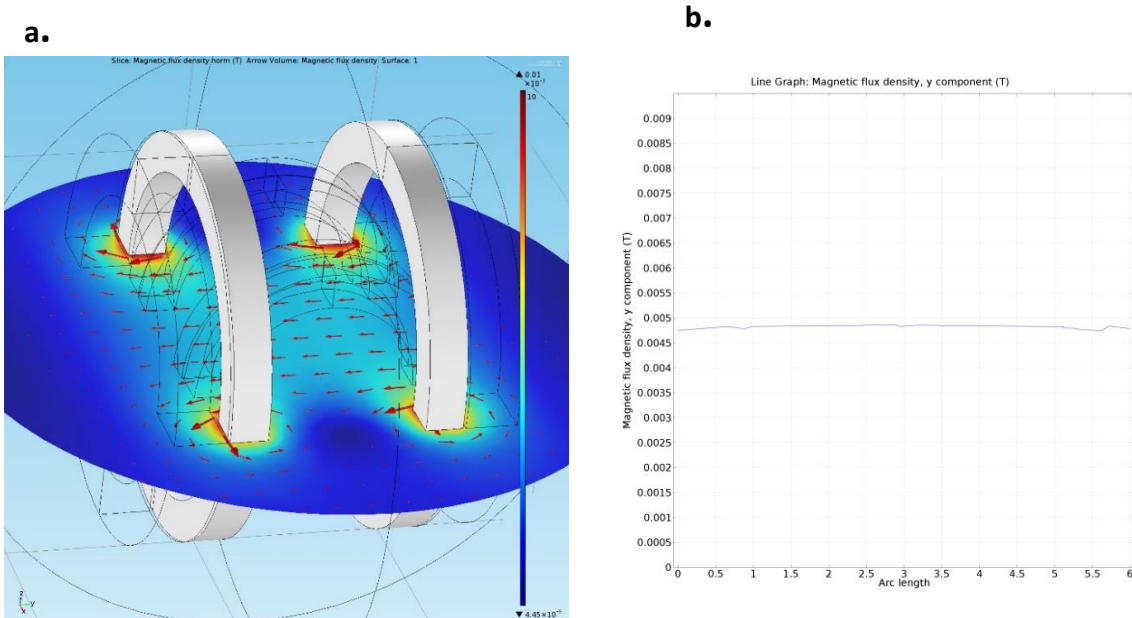 a.
Slice: Magnetic flux density norm (T) Arrow Volume: Magnetic flux density Surface: 1
▲ 0.01
×10⁻³
10
▼ 4.45×10⁻⁵
z
y
x
b.
Line Graph: Magnetic flux density, y component (T)
Magnetic flux density, y component (T)
0.009
0.0085
0.008
0.0075
0.007
0.0065
0.006
0.0055
0.005
0.0045
0.004
0.0035
0.003
0.0025
0.002
0.0015
0.001
0.0005
0
0 0.5 1 1.5 2 2.5 3 3.5 4 4.5 5 5.5 6
Arc length